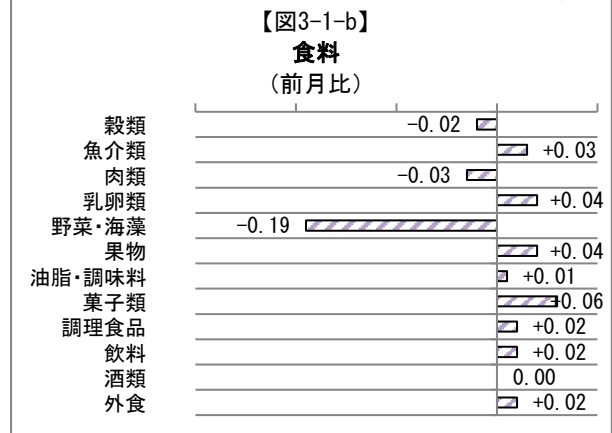 【図3-1-b】
食料
（前月比）
穀類 -0.02
魚介類 +0.03
肉類 -0.03
乳卵類 +0.04
野菜・海藻 -0.19
果物 +0.04
油脂・調味料 +0.01
菓子類 +0.06
調理食品 +0.02
飲料 +0.02
酒類 0.00
外食 +0.02